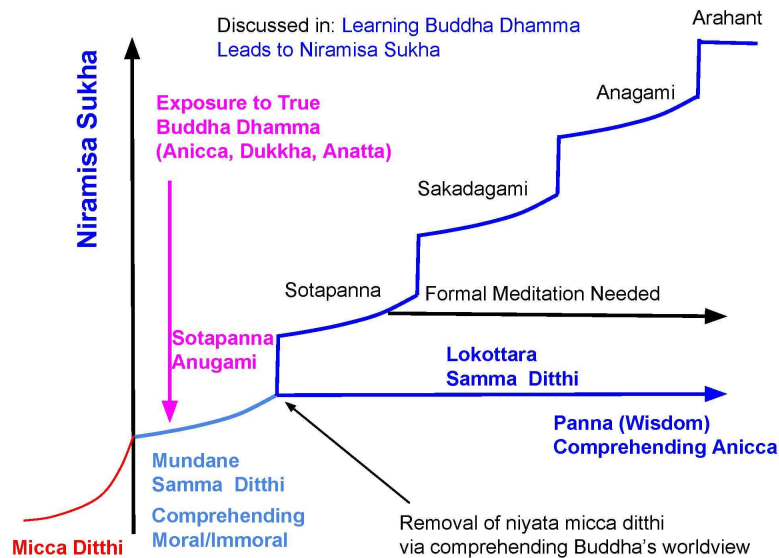 Discussed in: Learning Buddha Dhamma
Leads to Niramisa Sukha
Arahant
Niramisa Sukha
Exposure to True
Buddha Dhamma
(Anicca, Dukkha, Anatta)
Anagami
Sakadagami
Sotapanna
Formal Meditation Needed
Sotapanna
Anugami
Lokottara
Samma Ditthi
Panna (Wisdom)
Comprehending Anicca
Mundane
Samma Ditthi
Comprehending
Moral/Immoral
Micca Ditthi
Removal of niyata micca ditthi
via comprehending Buddha's worldview